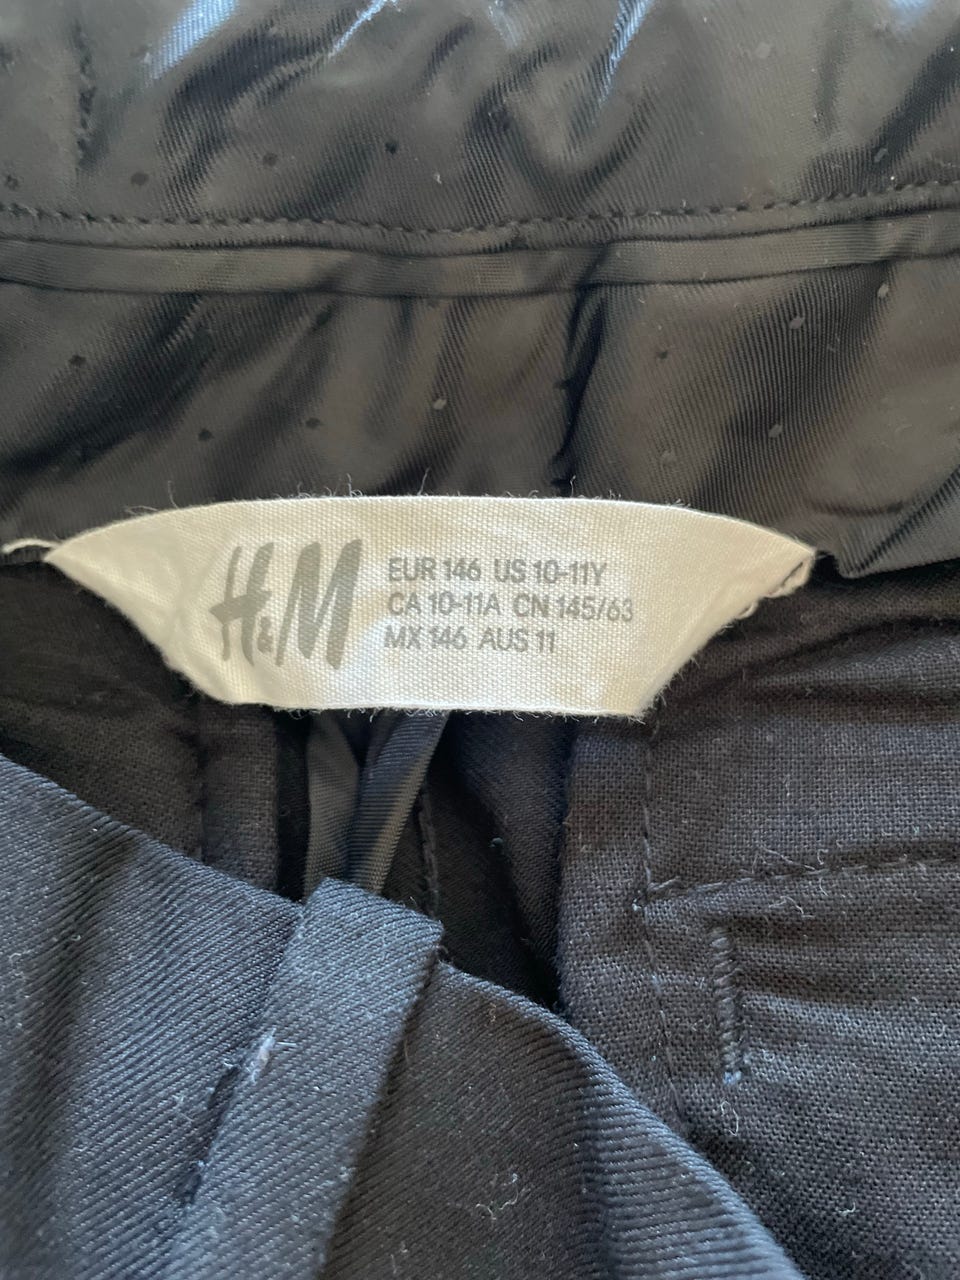 H&M
EUR 146 US 10-11Y
CA 10-11A CN 145/63
MX 146 AUS 11